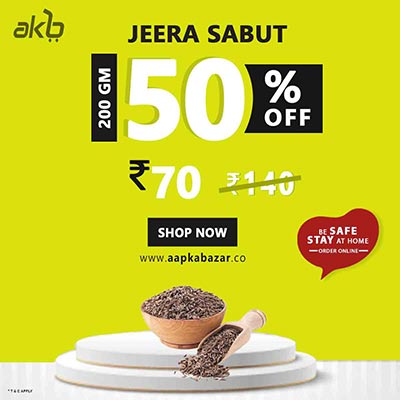 akb
JEERA SABUT
200 GM
50%
OFF
₹70
₹140
SHOP NOW
www.aapkabazar.co
BE SAFE
STAY AT HOME
ORDER ONLINE
* T & C APPLY